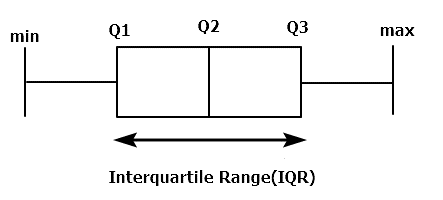 min Q1 Q2 Q3 max
Interquartile Range(IQR)